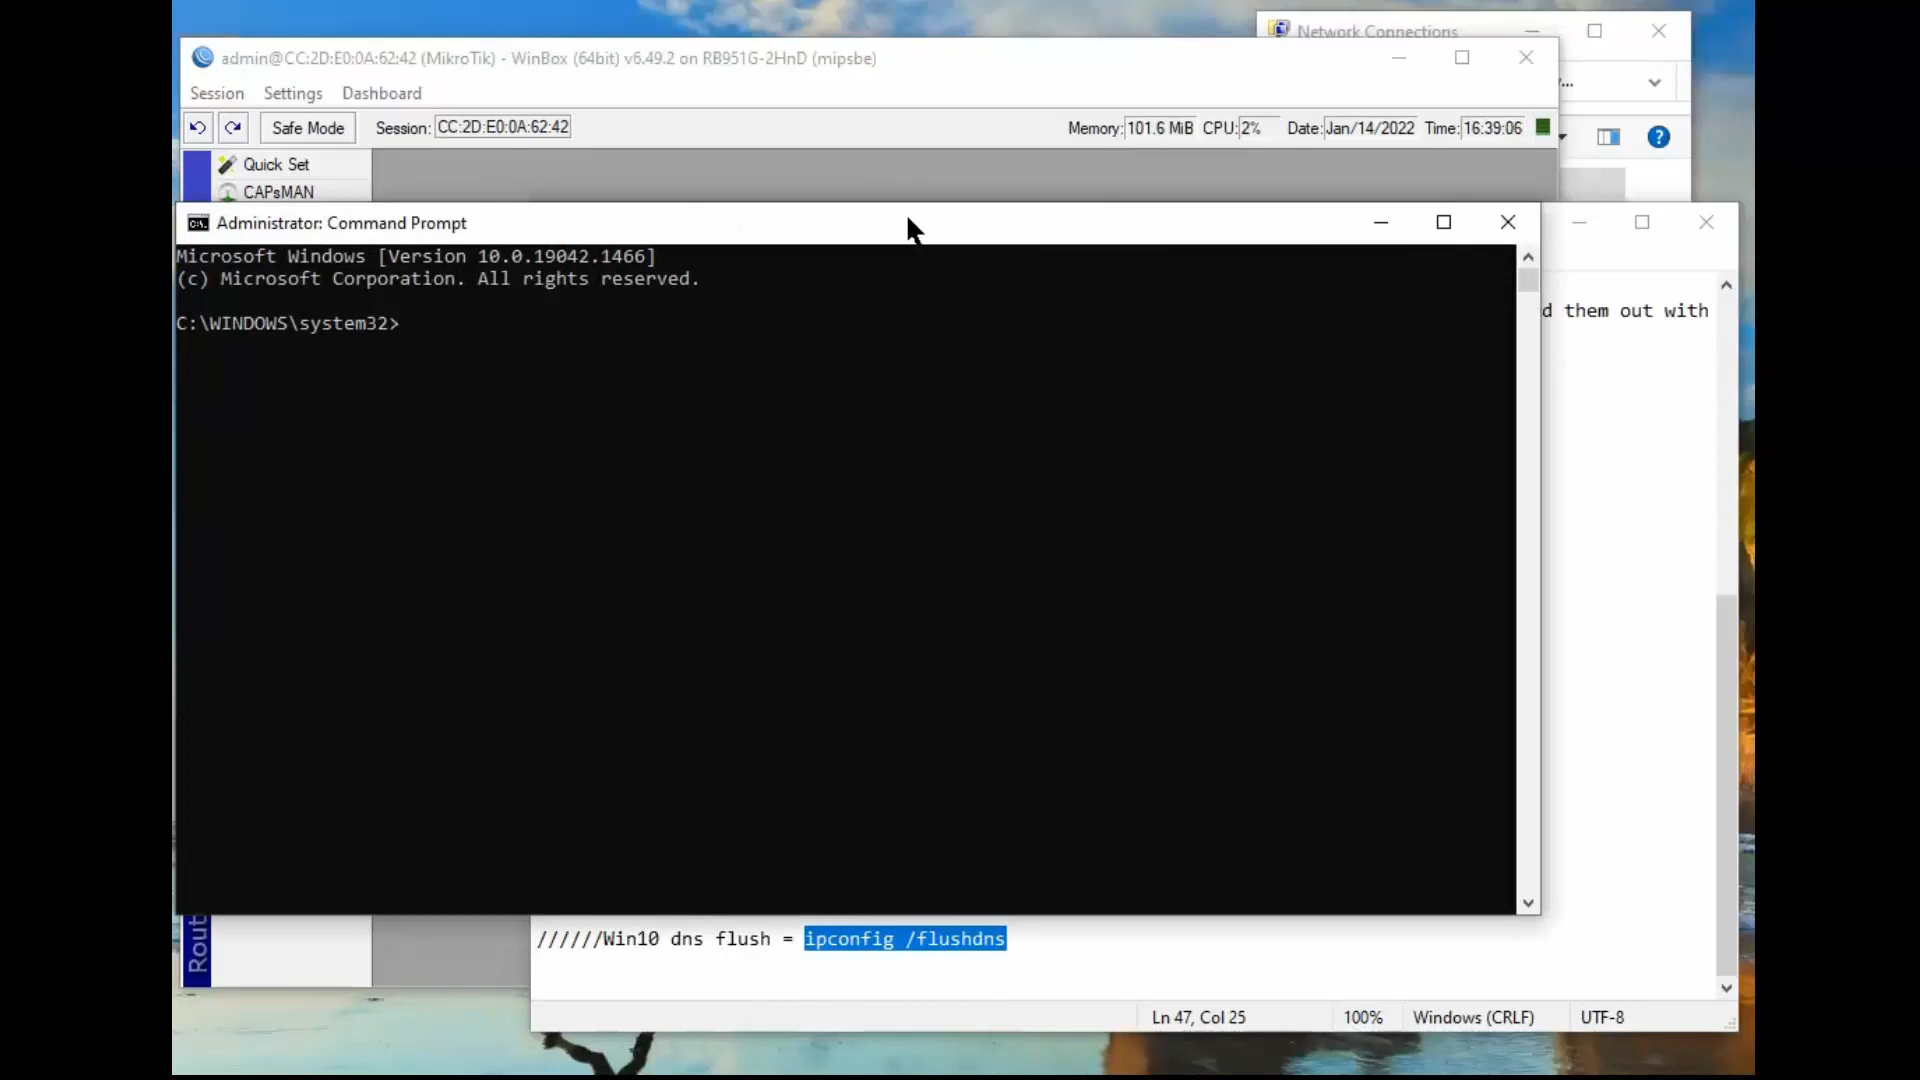 Network Connections
admin@CC:2D:E0:0A:62:42 (MikroTik) - WinBox (64bit) v6.49.2 on RB951G-2HnD (mipsbe)
Session Settings Dashboard
Safe Mode Session: CC:2D:E0:0A:62:42 Memory: 101.6 MiB CPU: 2% Date: Jan/14/2022 Time: 16:39:06
Quick Set
CAPsMAN
Administrator: Command Prompt
Microsoft Windows [Version 10.0.19042.1466]
(c) Microsoft Corporation. All rights reserved.
d them out with
C:\WINDOWS\system32>
Rout
//////Win10 dns flush = ipconfig /flushdns
Ln 47, Col 25 100% Windows (CRLF) UTF-8